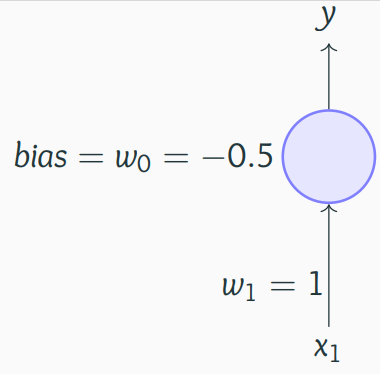 y
bias = w₀ = −0.5
w₁ = 1
x₁